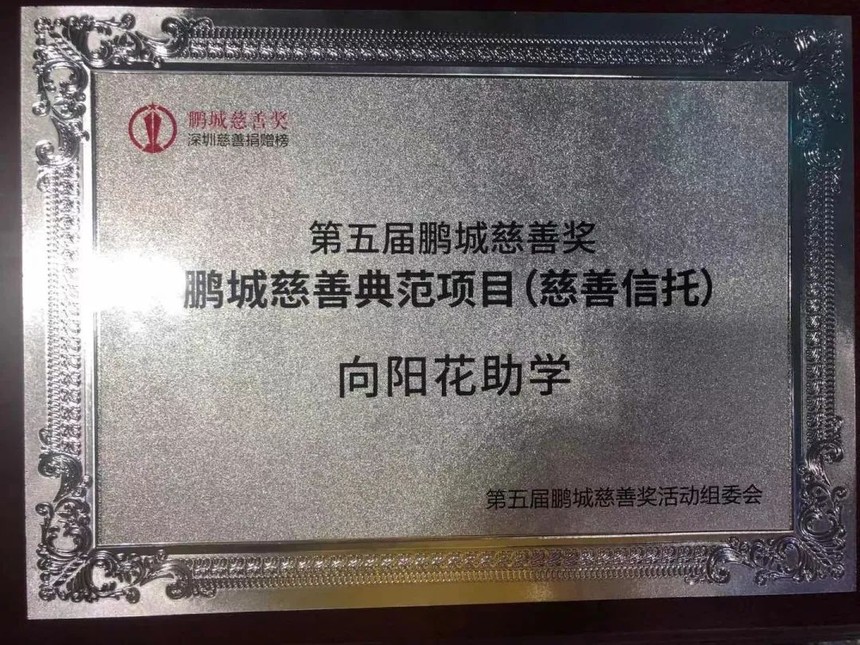 鹏城慈善奖
深圳慈善捐赠榜
第五届鹏城慈善奖
鹏城慈善典范项目(慈善信托)
向阳花助学
第五届鹏城慈善奖活动组委会